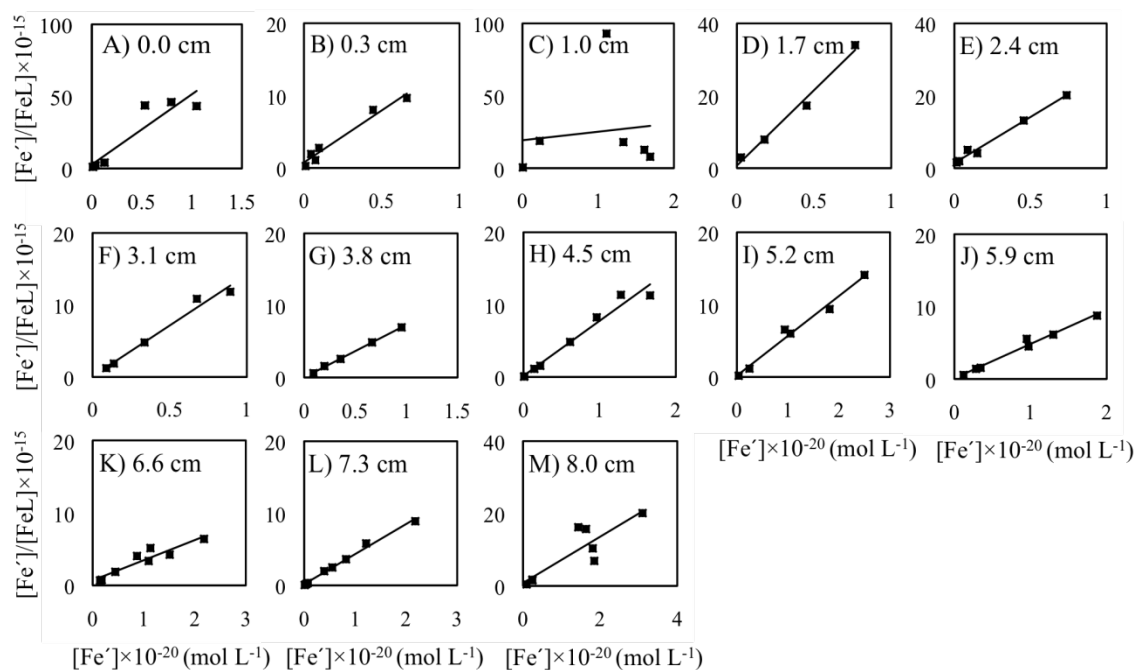 [Fe´]/[FeL]×10-15
A) 0.0 cm
100
50
0
0 0.5 1 1.5
B) 0.3 cm
20
10
0
0 1
C) 1.0 cm
100
50
0
0 1 2
D) 1.7 cm
40
20
0
0 0.5 1
E) 2.4 cm
40
20
0
0 0.5 1
[Fe´]/[FeL]×10-15
F) 3.1 cm
20
10
0
0 0.5 1
G) 3.8 cm
20
10
0
0 0.5 1 1.5
H) 4.5 cm
20
10
0
0 1 2
I) 5.2 cm
20
10
0
0 1 2 3
[Fe´]×10-20 (mol L-1)
J) 5.9 cm
20
10
0
0 1 2
[Fe´]×10-20 (mol L-1)
[Fe´]/[FeL]×10-15
K) 6.6 cm
20
10
0
0 1 2 3
[Fe´]×10-20 (mol L-1)
L) 7.3 cm
20
10
0
0 1 2 3
[Fe´]×10-20 (mol L-1)
M) 8.0 cm
40
20
0
0 2 4
[Fe´]×10-20 (mol L-1)